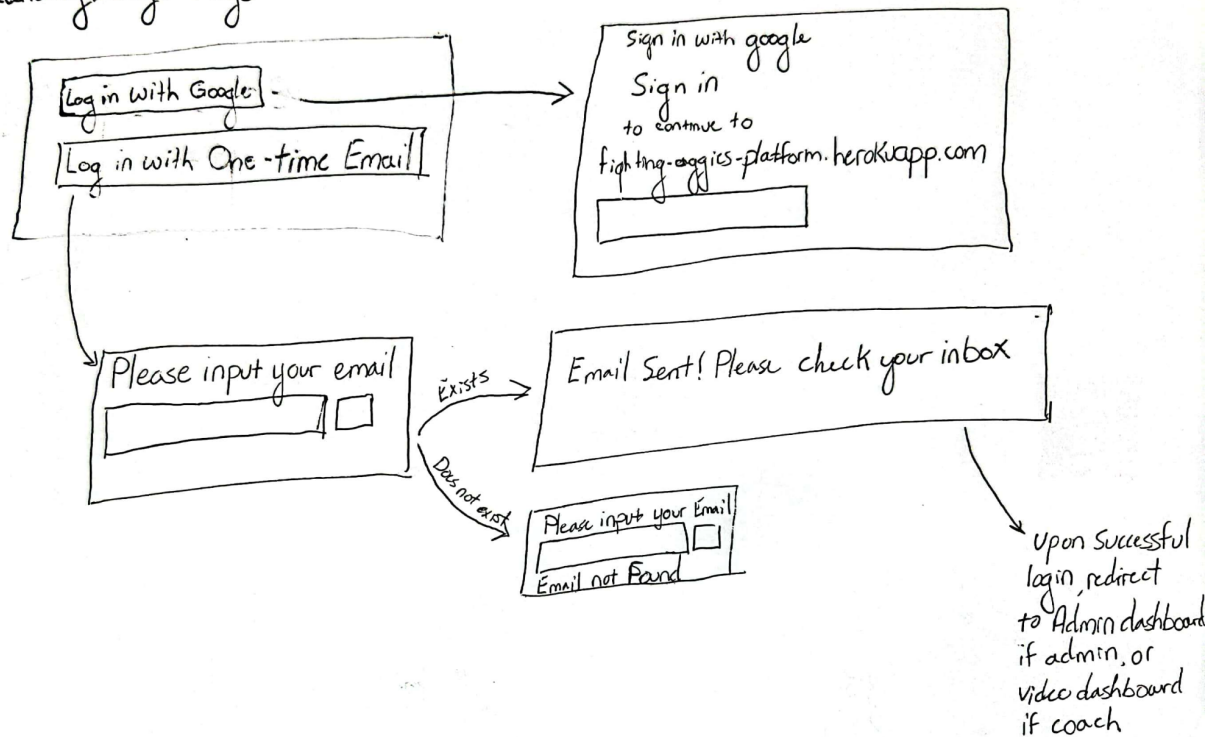 Log in with Google
Log in with One-time Email
Sign in with google
Sign in
to continue to
fighting-aggies-platform.herokuapp.com
Please input your email
Exists
Does not exist
Email Sent! Please check your inbox
Please input your Email
Email not Found
Upon Successful
login, redirect
to Admin dashboard
if admin, or
video dashboard
if coach